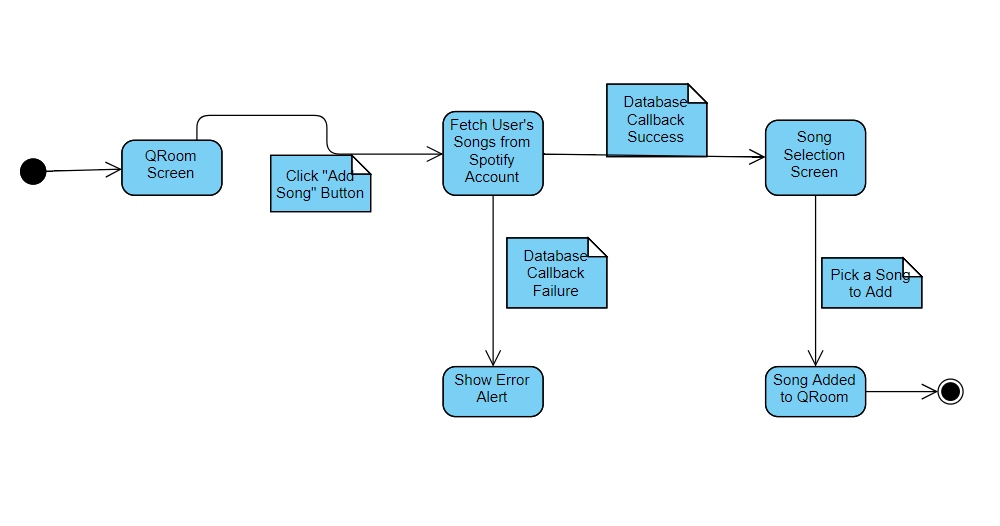 QRoom
Screen
Click "Add
Song" Button
Fetch User's
Songs from
Spotify
Account
Database
Callback
Success
Song
Selection
Screen
Database
Callback
Failure
Pick a Song
to Add
Show Error
Alert
Song Added
to QRoom